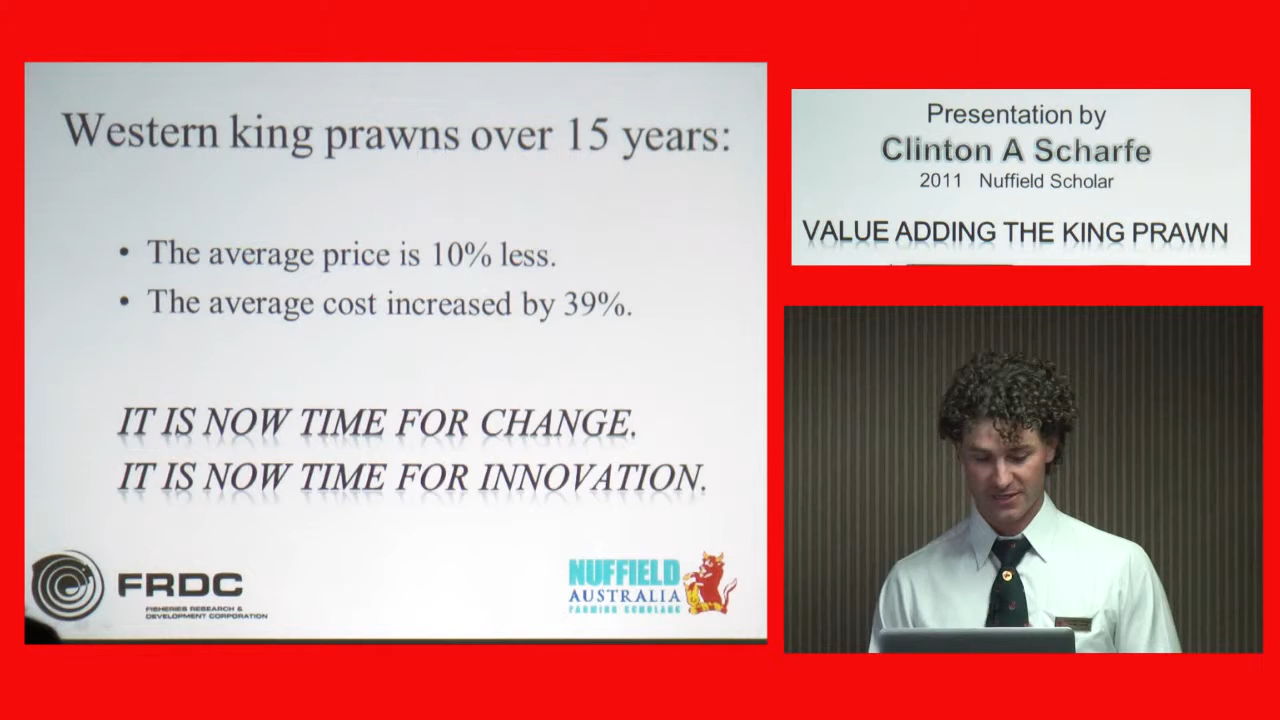 Western king prawns over 15 years:
• The average price is 10% less.
• The average cost increased by 39%.
IT IS NOW TIME FOR CHANGE.
IT IS NOW TIME FOR INNOVATION.
FRDC
FISHERIES RESEARCH &
DEVELOPMENT CORPORATION
NUFFIELD
AUSTRALIA
FARMING SCHOLARS
Presentation by
Clinton A Scharfe
2011 Nuffield Scholar
VALUE ADDING THE KING PRAWN